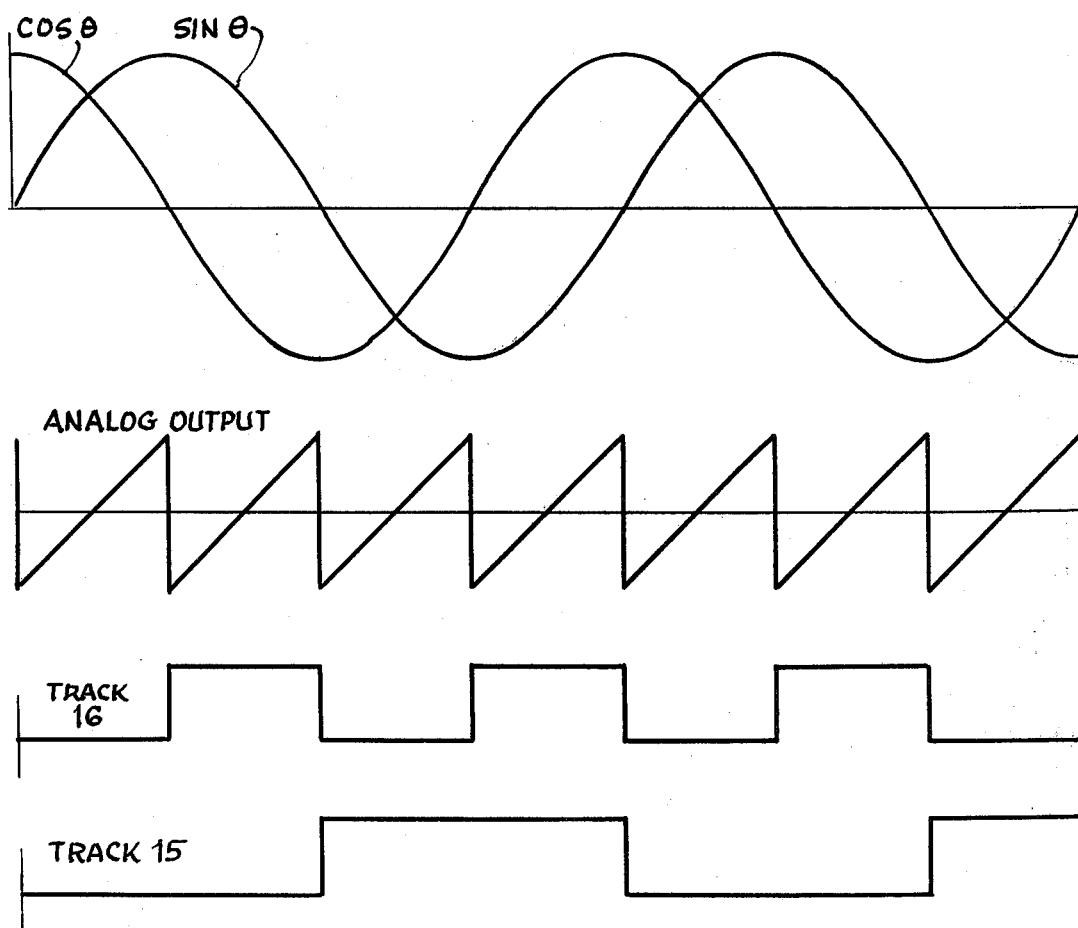 COS θ
SIN θ
ANALOG OUTPUT
TRACK
16
TRACK 15